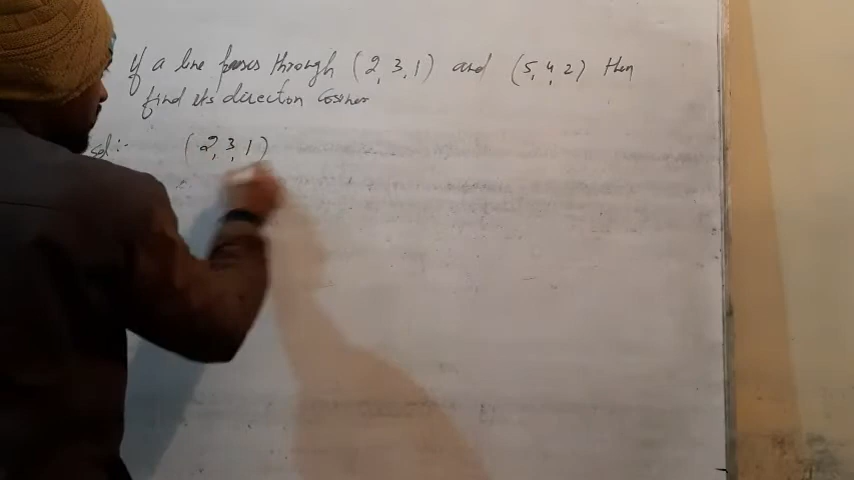 If a line passes through (2, 3, 1) and (5, 4, 2) then
find its direction Cosines
sol :- (2, 3, 1)